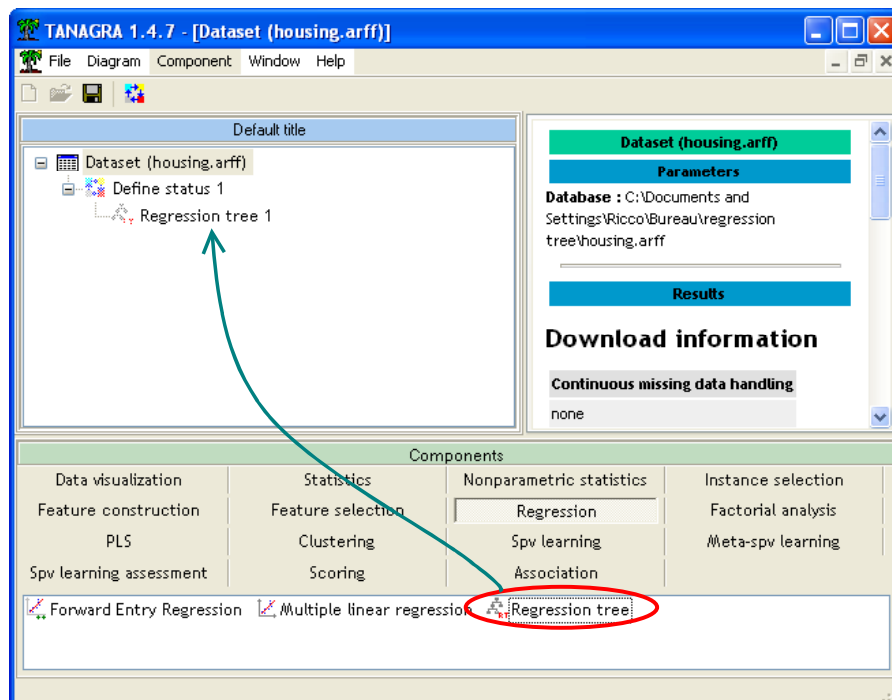 TANAGRA 1.4.7 - [Dataset (housing.arff)]
File Diagram Component Window Help
Default title
Dataset (housing.arff)
Define status 1
Regression tree 1
Dataset (housing.arff)
Parameters
Database : C:\Documents and
Settings\Ricco\Bureau\regression
tree\housing.arff
Results
Download information
Continuous missing data handling
none
Components
Data visualization Statistics Nonparametric statistics Instance selection
Feature construction Feature selection Regression Factorial analysis
PLS Clustering Spv learning Meta-spv learning
Spv learning assessment Scoring Association
Forward Entry Regression Multiple linear regression Regression tree